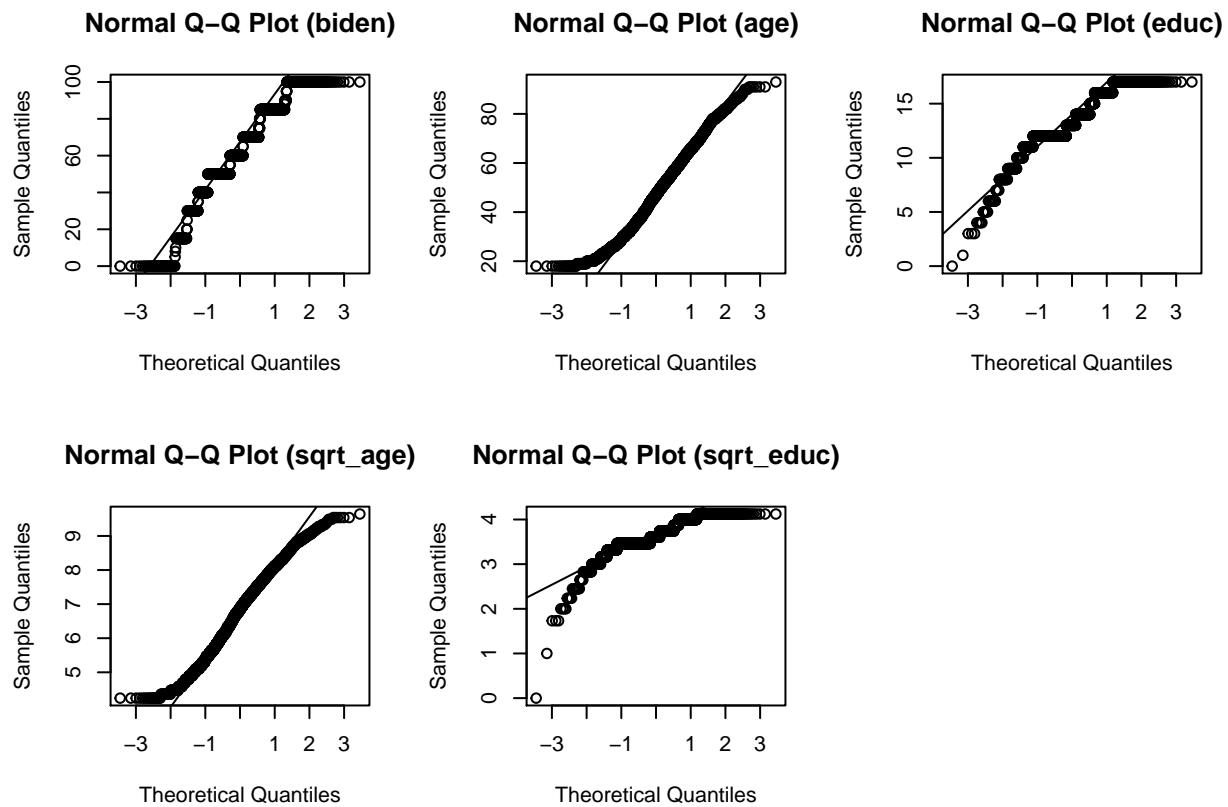 Normal Q−Q Plot (biden)
Sample Quantiles
0 20 60 100
−3 −1 1 2 3
Theoretical Quantiles
Normal Q−Q Plot (age)
Sample Quantiles
20 40 60 80
−3 −1 1 2 3
Theoretical Quantiles
Normal Q−Q Plot (educ)
Sample Quantiles
0 5 10 15
−3 −1 1 2 3
Theoretical Quantiles
Normal Q−Q Plot (sqrt_age)
Sample Quantiles
5 6 7 8 9
−3 −1 1 2 3
Theoretical Quantiles
Normal Q−Q Plot (sqrt_educ)
Sample Quantiles
0 1 2 3 4
−3 −1 1 2 3
Theoretical Quantiles